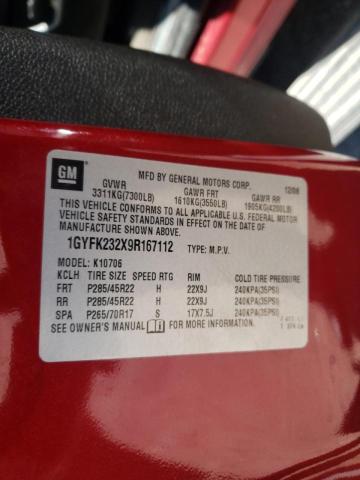 GM
MFD BY GENERAL MOTORS CORP. 12/08
GVWR GAWR FRT GAWR RR
3311KG(7300LB) 1610KG(3550LB) 1905KG(4200LB)
THIS VEHICLE CONFORMS TO ALL APPLICABLE U.S. FEDERAL MOTOR
VEHICLE SAFETY STANDARDS IN EFFECT ON THE DATE OF
MANUFACTURE SHOWN ABOVE.
1GYFK232X9R167112 TYPE: M.P.V.
MODEL: K10706
KCLH TIRE SIZE SPEED RTG RIM COLD TIRE PRESSURE
FRT P285/45R22 H 22X9J 240KPA(35PSI)
RR P285/45R22 H 22X9J 240KPA(35PSI)
SPA P265/70R17 S 17X7.5J 240KPA(35PSI)
SEE OWNER'S MANUAL FOR MORE INFORMATION.